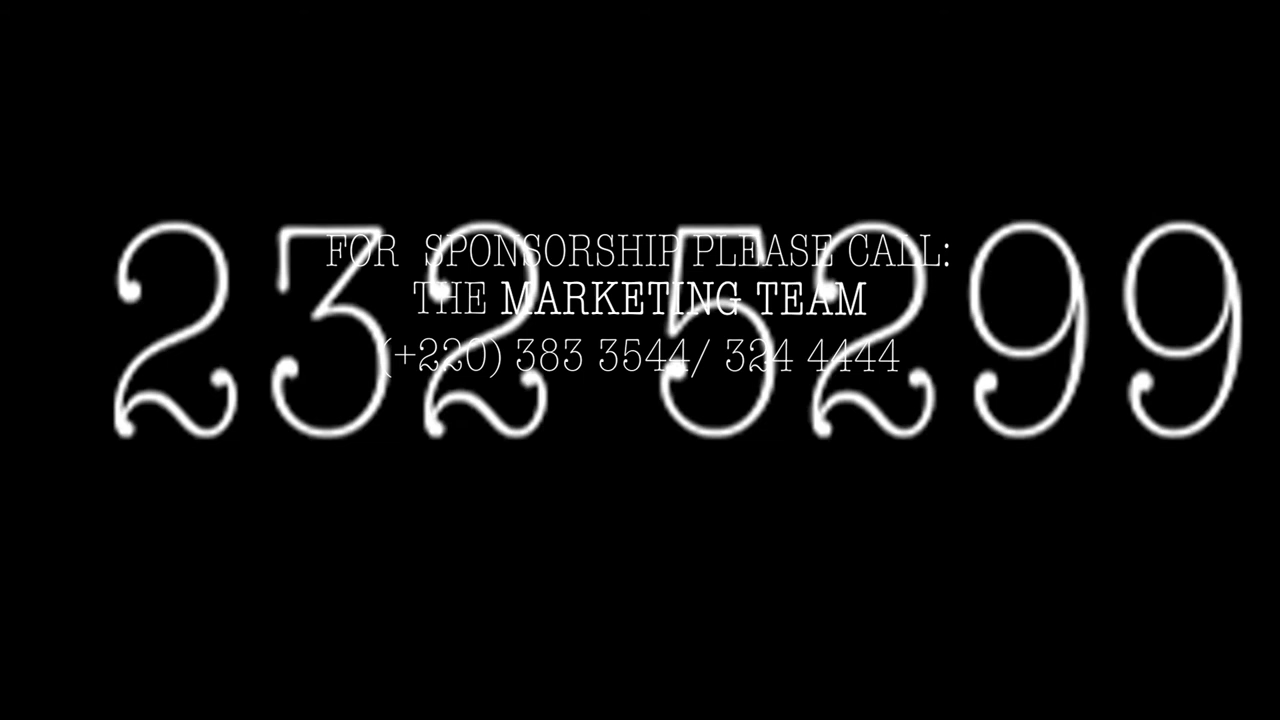 232 5299
FOR SPONSORSHIP PLEASE CALL:
THE MARKETING TEAM
(+220) 383 3544/ 324 4444